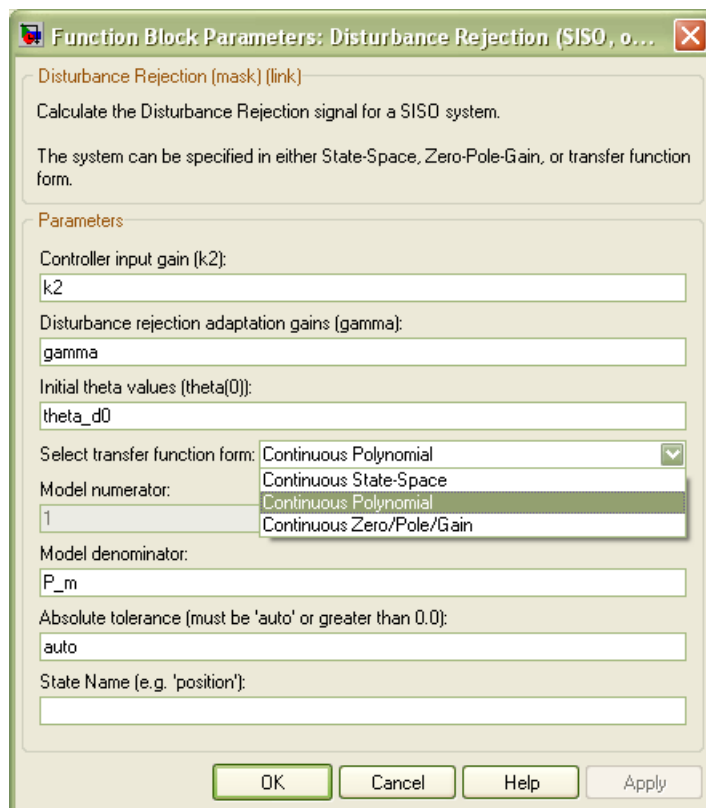 Function Block Parameters: Disturbance Rejection (SISO, o...
Disturbance Rejection (mask) (link)
Calculate the Disturbance Rejection signal for a SISO system.
The system can be specified in either State-Space, Zero-Pole-Gain, or transfer function
form.
Parameters
Controller input gain (k2):
k2
Disturbance rejection adaptation gains (gamma):
gamma
Initial theta values (theta(0)):
theta_d0
Select transfer function form: Continuous Polynomial
Continuous State-Space
Model numerator:
Continuous Polynomial
1
Continuous Zero/Pole/Gain
Model denominator:
P_m
Absolute tolerance (must be 'auto' or greater than 0.0):
auto
State Name (e.g. 'position'):
OK Cancel Help Apply